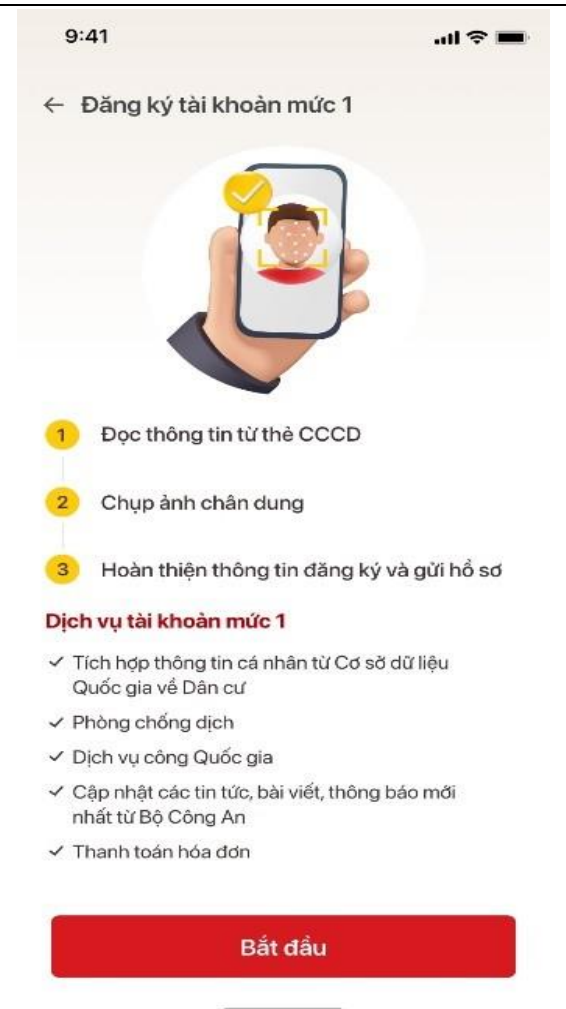 9:41
← Đăng ký tài khoản mức 1
1 Đọc thông tin từ thẻ CCCD
2 Chụp ảnh chân dung
3 Hoàn thiện thông tin đăng ký và gửi hồ sơ
Dịch vụ tài khoản mức 1
✓ Tích hợp thông tin cá nhân từ Cơ sở dữ liệu
Quốc gia về Dân cư
✓ Phòng chống dịch
✓ Dịch vụ công Quốc gia
✓ Cập nhật các tin tức, bài viết, thông báo mới
nhất từ Bộ Công An
✓ Thanh toán hóa đơn
Bắt đầu